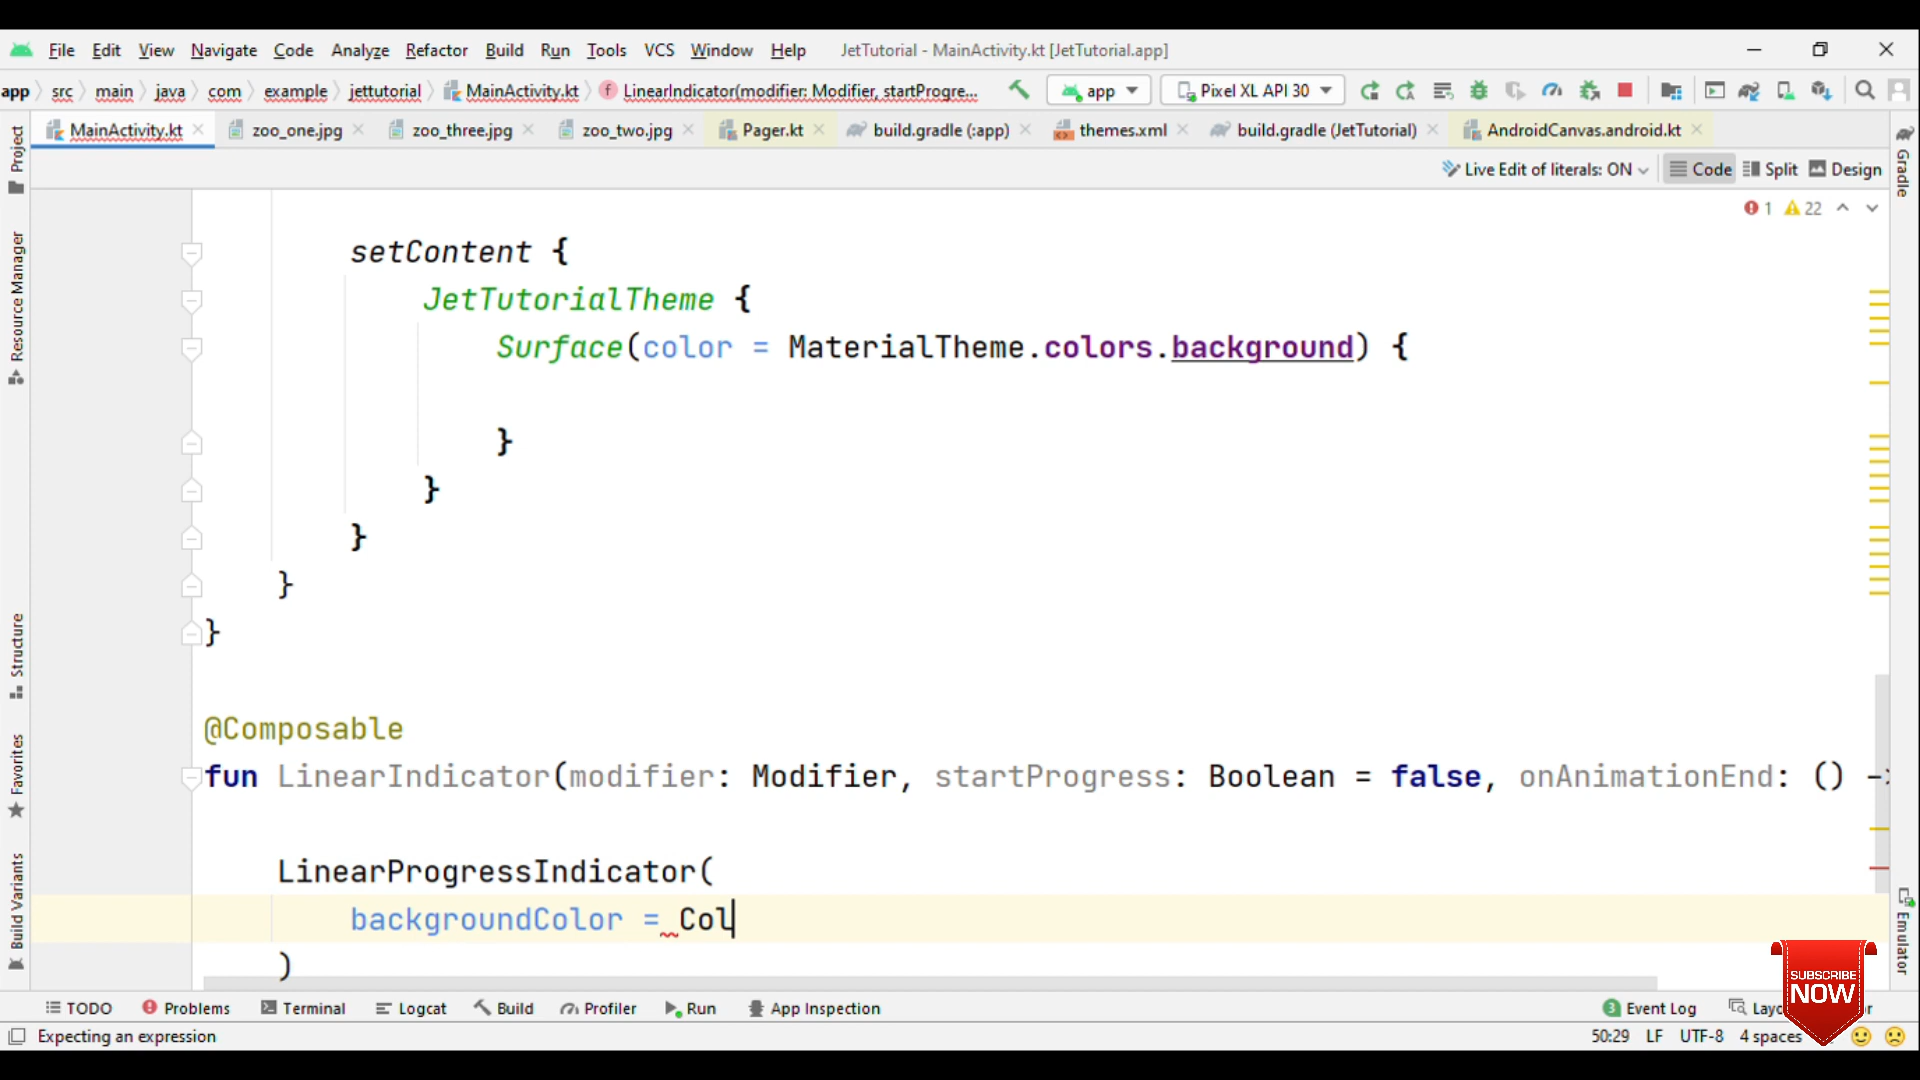 File Edit View Navigate Code Analyze Refactor Build Run Tools VCS Window Help JetTutorial - MainActivity.kt [JetTutorial.app]
app src main java com example jettutorial MainActivity.kt f LinearIndicator(modifier: Modifier, startProgre... app Pixel XL API 30
MainActivity.kt zoo_one.jpg zoo_three.jpg zoo_two.jpg Pager.kt build.gradle (:app) themes.xml build.gradle (JetTutorial) AndroidCanvas.android.kt
Live Edit of literals: ON Code Split Design
1 22
Project
Resource Manager
Structure
Favorites
Build Variants
Gradle
Emulator
setContent {
JetTutorialTheme {
Surface(color = MaterialTheme.colors.background) {
}
}
}
}
}
@Composable
fun LinearIndicator(modifier: Modifier, startProgress: Boolean = false, onAnimationEnd: () -
LinearProgressIndicator(
backgroundColor = Col
)
SUBSCRIBE
NOW
TODO Problems Terminal Logcat Build Profiler Run App Inspection 3 Event Log
Expecting an expression 50:29 LF UTF-8 4 spaces